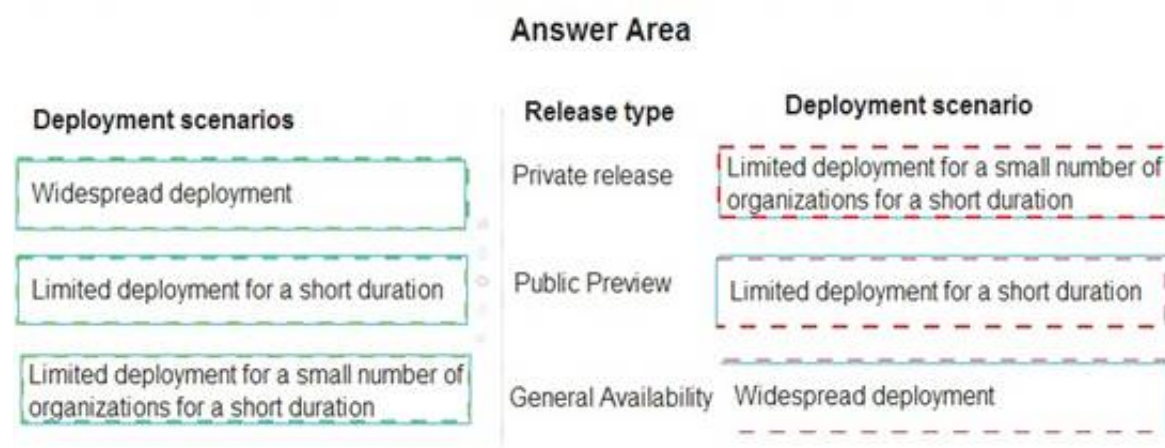 Answer Area
Deployment scenarios
Widespread deployment
Limited deployment for a short duration
Limited deployment for a small number of
organizations for a short duration
Release type
Deployment scenario
Private release
Limited deployment for a small number of
organizations for a short duration
Public Preview
Limited deployment for a short duration
General Availability
Widespread deployment